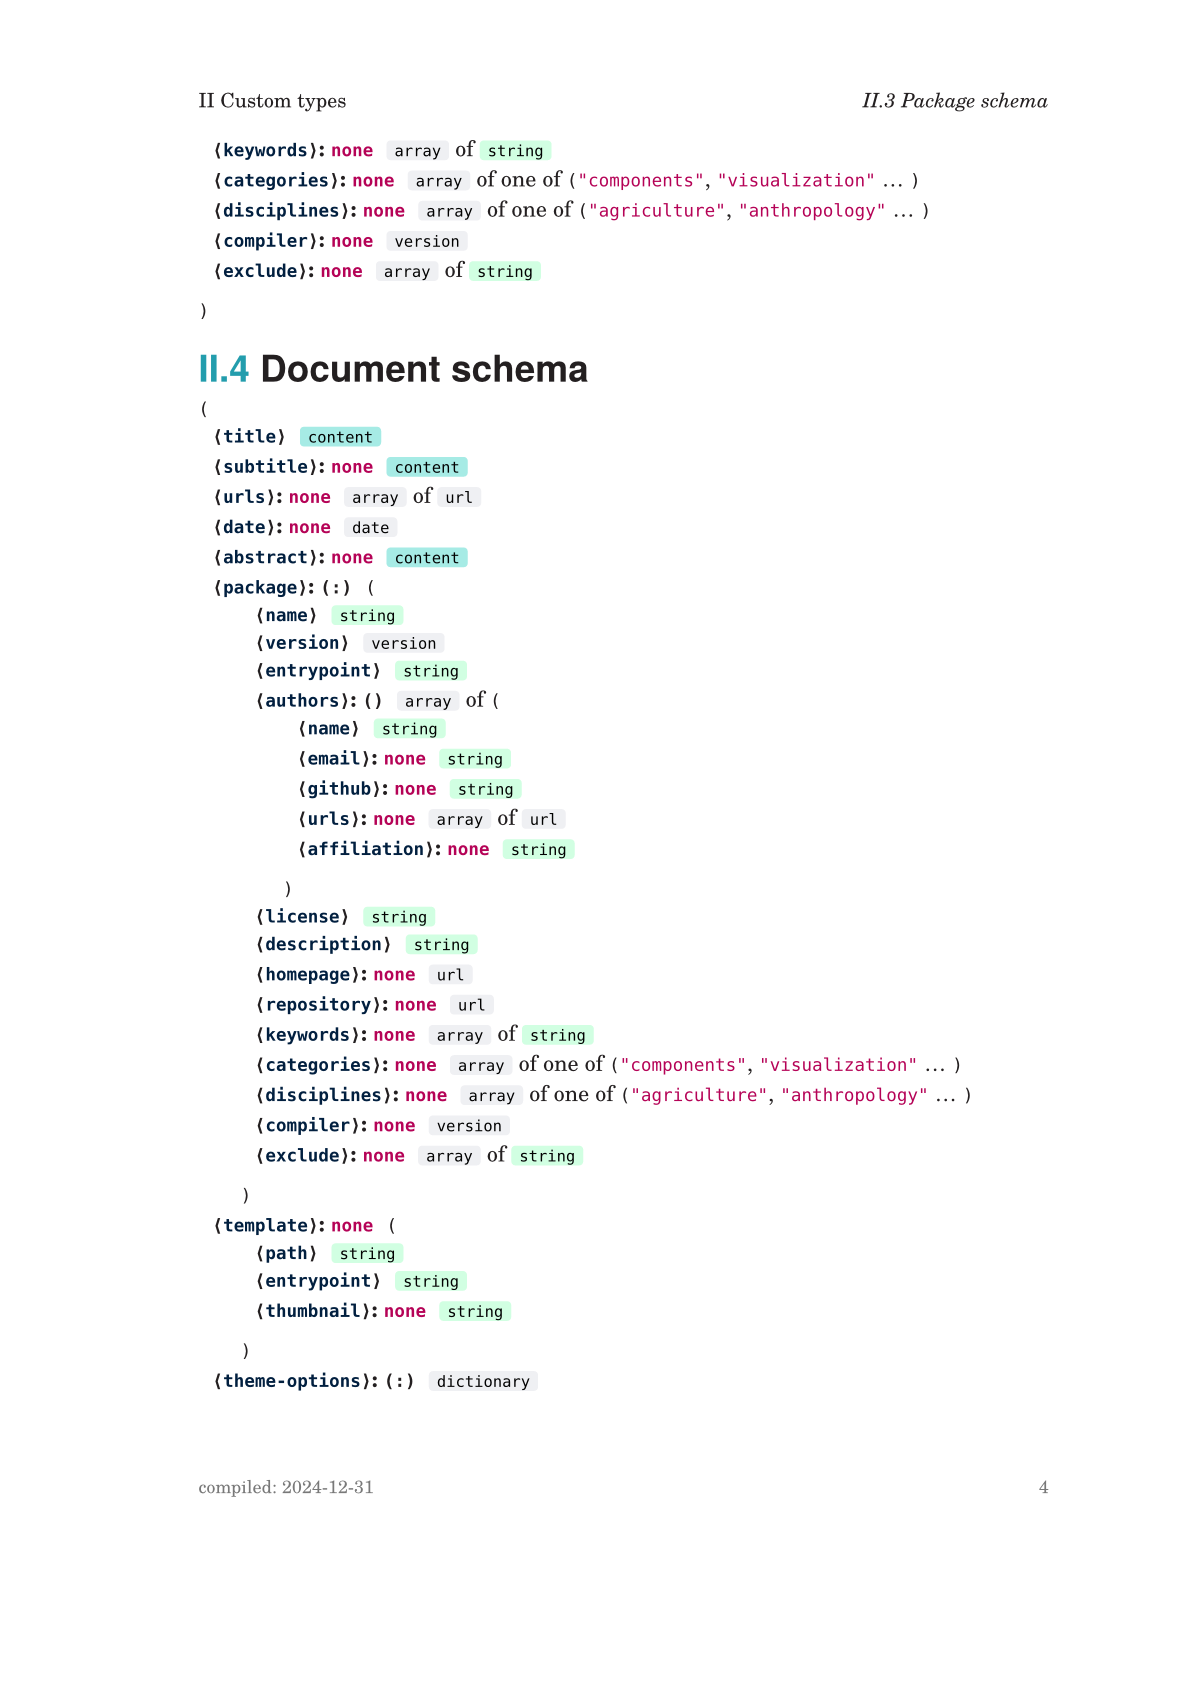 II Custom types II.3 Package schema
⟨keywords⟩: none array of string
⟨categories⟩: none array of one of ("components", "visualization" … )
⟨disciplines⟩: none array of one of ("agriculture", "anthropology" … )
⟨compiler⟩: none version
⟨exclude⟩: none array of string
)
II.4 Document schema
(
⟨title⟩ content
⟨subtitle⟩: none content
⟨urls⟩: none array of url
⟨date⟩: none date
⟨abstract⟩: none content
⟨package⟩: (:) (
⟨name⟩ string
⟨version⟩ version
⟨entrypoint⟩ string
⟨authors⟩: () array of (
⟨name⟩ string
⟨email⟩: none string
⟨github⟩: none string
⟨urls⟩: none array of url
⟨affiliation⟩: none string
)
⟨license⟩ string
⟨description⟩ string
⟨homepage⟩: none url
⟨repository⟩: none url
⟨keywords⟩: none array of string
⟨categories⟩: none array of one of ("components", "visualization" … )
⟨disciplines⟩: none array of one of ("agriculture", "anthropology" … )
⟨compiler⟩: none version
⟨exclude⟩: none array of string
)
⟨template⟩: none (
⟨path⟩ string
⟨entrypoint⟩ string
⟨thumbnail⟩: none string
)
⟨theme-options⟩: (:) dictionary
compiled: 2024-12-31 4